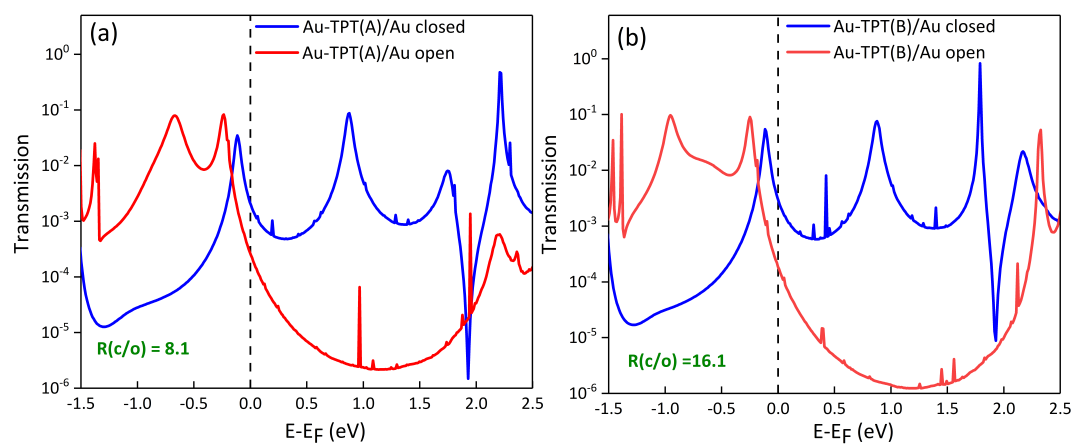 (a)
Au-TPT(A)/Au closed
Au-TPT(A)/Au open
Transmission
10^0
10^-1
10^-2
10^-3
10^-4
10^-5
10^-6
R(c/o) = 8.1
-1.5 -1.0 -0.5 0.0 0.5 1.0 1.5 2.0 2.5
E-E_F (eV)
(b)
Au-TPT(B)/Au closed
Au-TPT(B)/Au open
Transmission
10^0
10^-1
10^-2
10^-3
10^-4
10^-5
10^-6
R(c/o) =16.1
-1.5 -1.0 -0.5 0.0 0.5 1.0 1.5 2.0 2.5
E-E_F (eV)